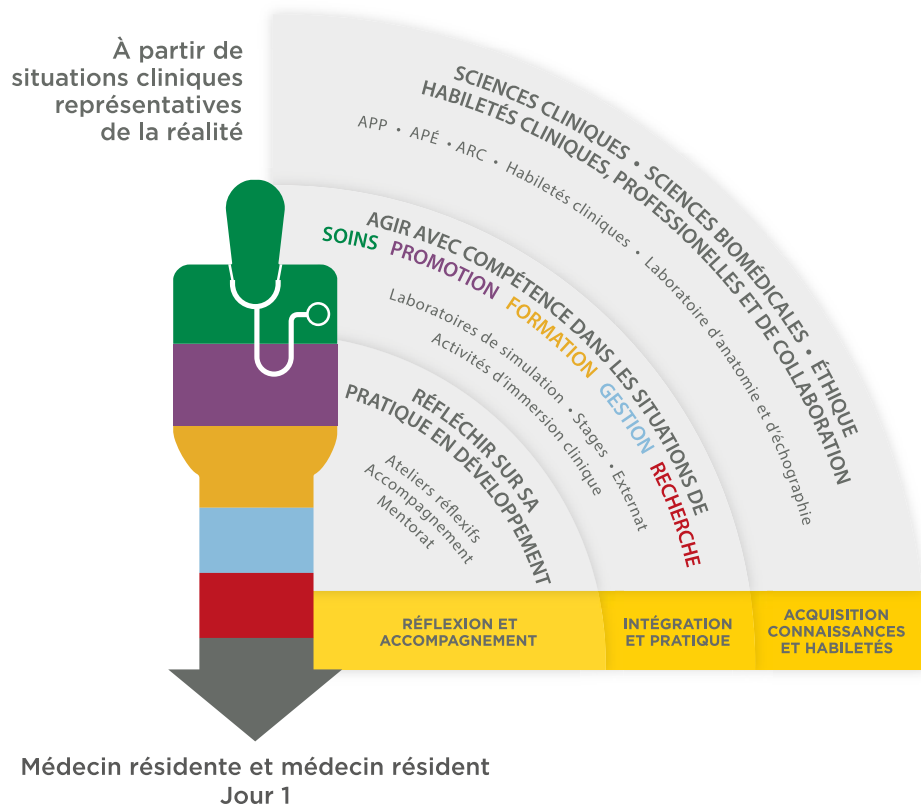 À partir de
situations cliniques
représentatives
de la réalité
SCIENCES CLINIQUES • SCIENCES BIOMÉDICALES • ÉTHIQUE
HABILETÉS CLINIQUES, PROFESSIONELLES ET DE COLLABORATION
APP • APÉ • ARC • Habiletés cliniques • Laboratoire d'anatomie et d'échographie
AGIR AVEC COMPÉTENCE DANS LES SITUATIONS DE
SOINS PROMOTION FORMATION GESTION RECHERCHE
Laboratoires de simulation • Stages • Externat
Activités d'immersion clinique
RÉFLÉCHIR SUR SA
PRATIQUE EN DÉVELOPPEMENT
Ateliers réflexifs
Accompagnement
Mentorat
RÉFLEXION ET
ACCOMPAGNEMENT
INTÉGRATION
ET PRATIQUE
ACQUISITION
CONNAISSANCES
ET HABILETÉS
Médecin résidente et médecin résident
Jour 1